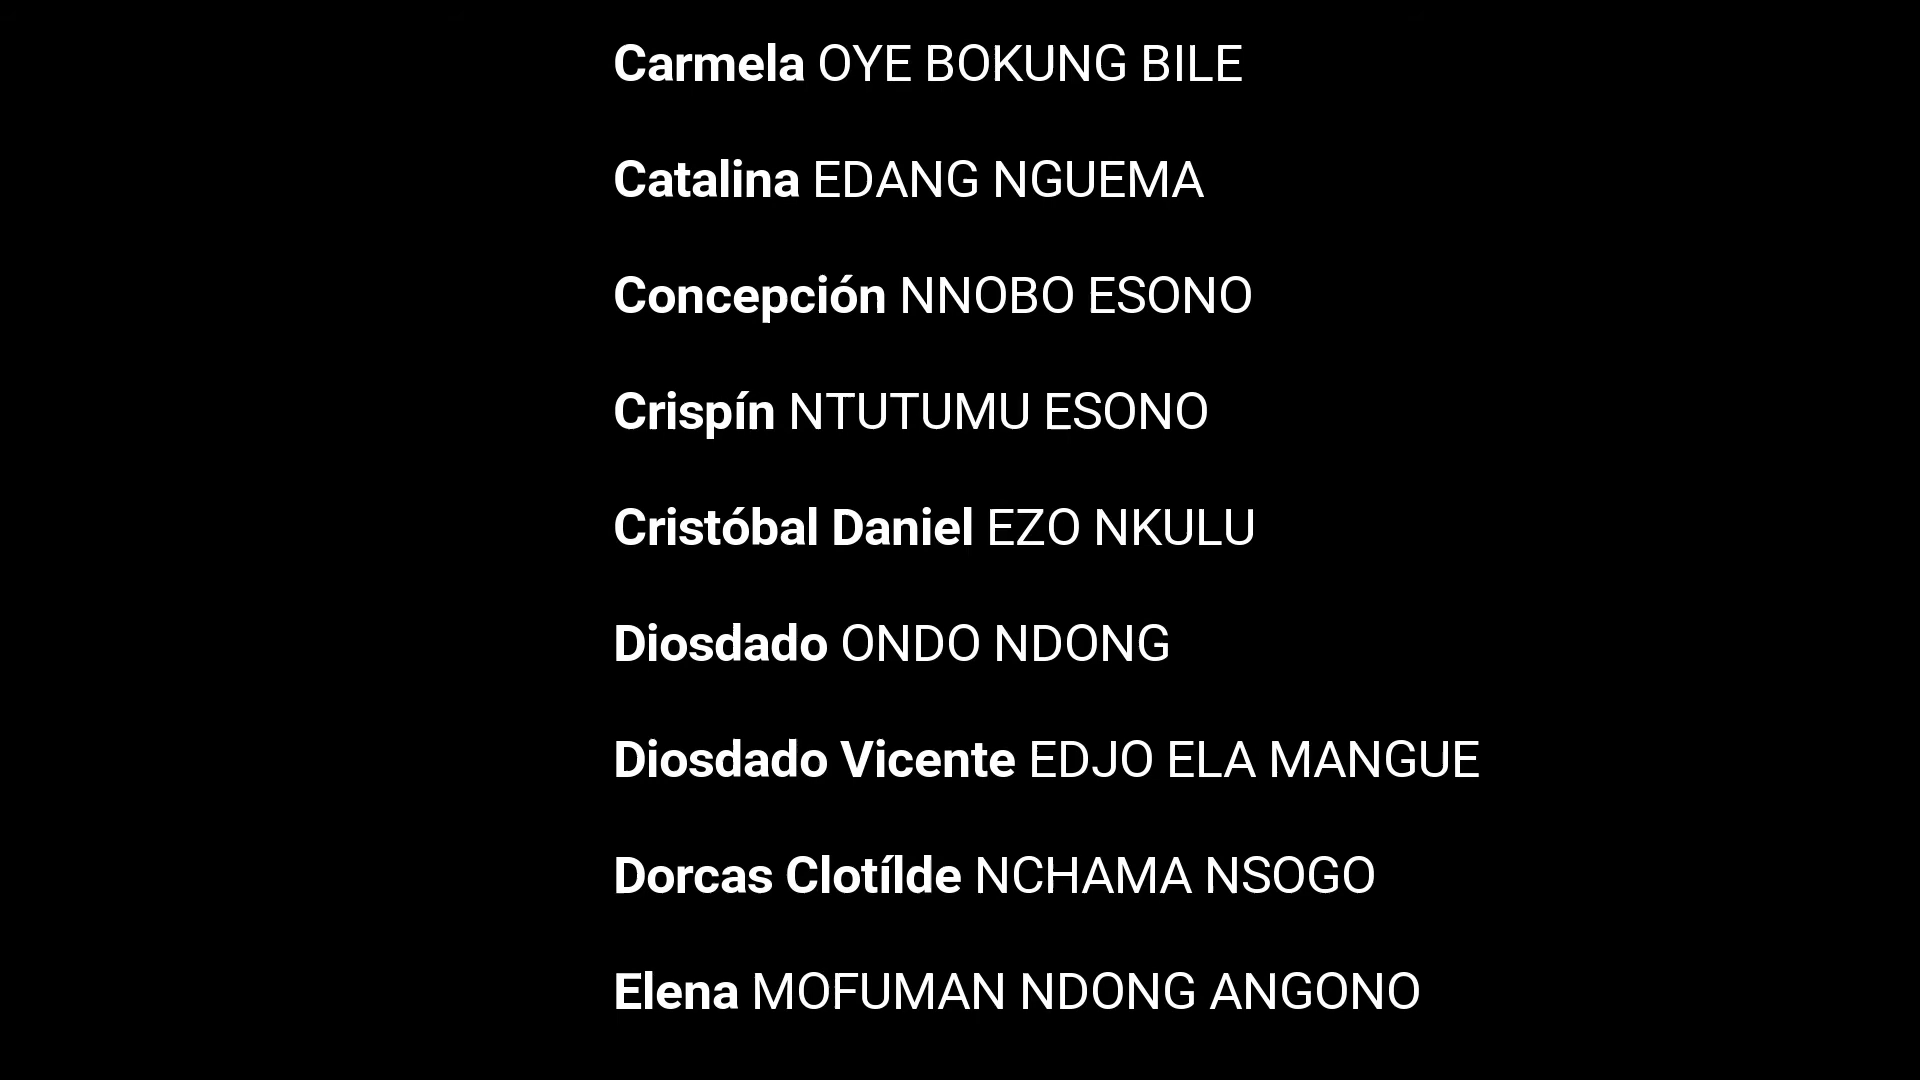 Carmela OYE BOKUNG BILE
Catalina EDANG NGUEMA
Concepción NNOBO ESONO
Crispín NTUTUMU ESONO
Cristóbal Daniel EZO NKULU
Diosdado ONDO NDONG
Diosdado Vicente EDJO ELA MANGUE
Dorcas Clotílde NCHAMA NSOGO
Elena MOFUMAN NDONG ANGONO